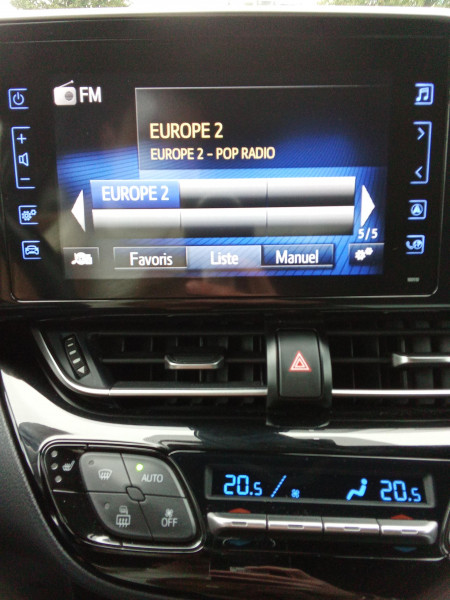 FM
EUROPE 2
EUROPE 2 – POP RADIO
EUROPE 2
5/5
Favoris
Liste
Manuel
AUTO
OFF
20.5
20.5